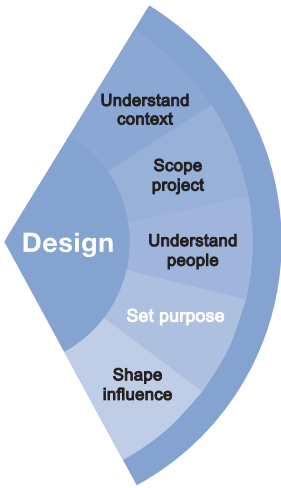 Understand
context
Scope
project
Design
Understand
people
Set purpose
Shape
influence